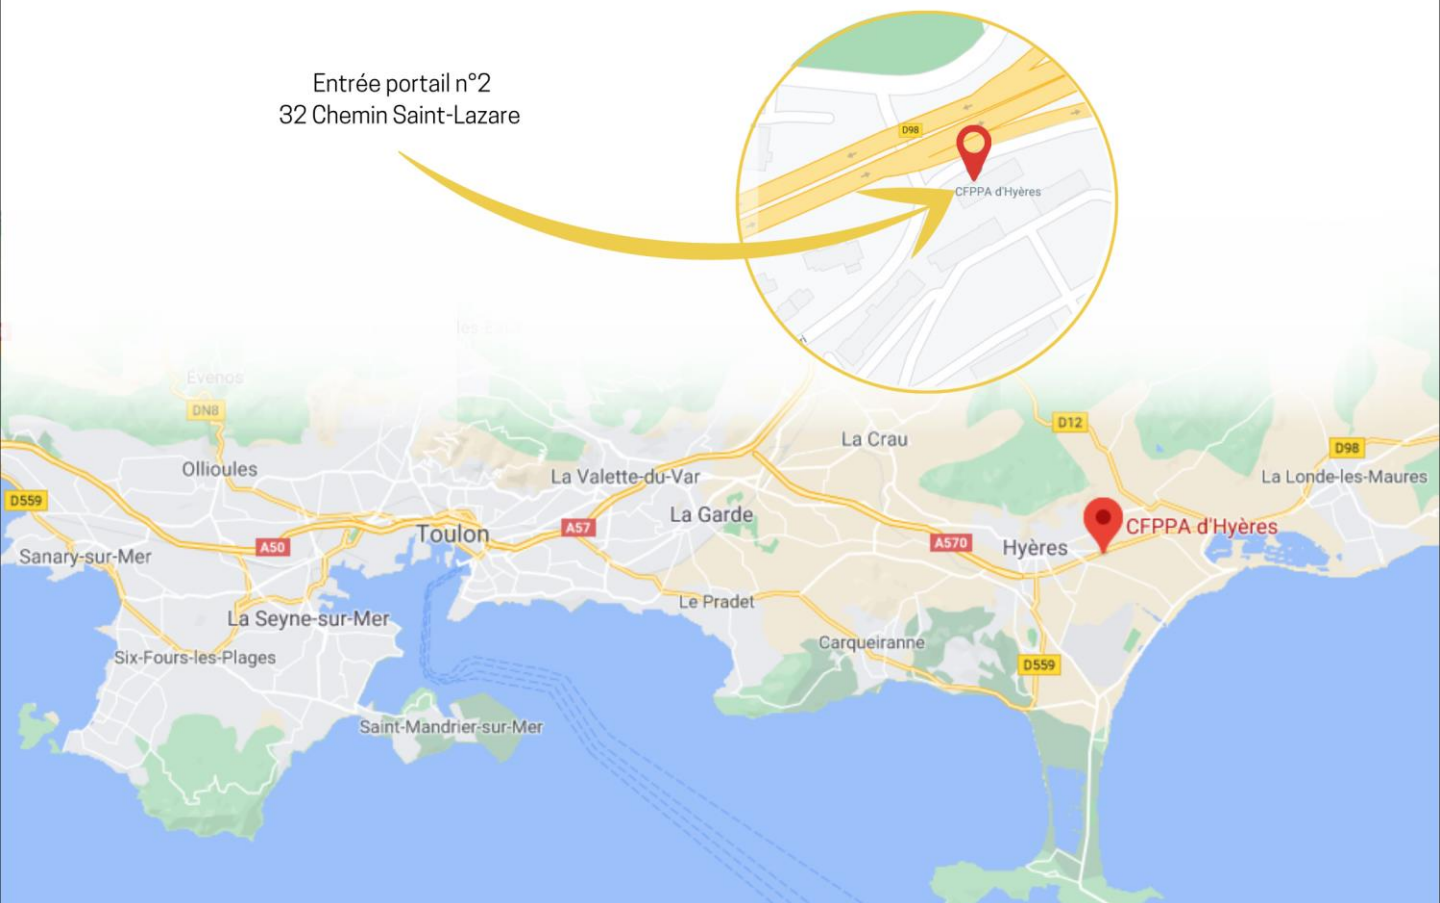 Entrée portail n°2
32 Chemin Saint-Lazare
D98
CFPPA d'Hyères
Evenos
DN8
D12
La Crau
D98
Ollioules
La Valette-du-Var
La Londe-les-Maures
D559
La Garde
Toulon
A57
CFPPA d'Hyères
A50
A570
Hyères
Sanary-sur-Mer
Le Pradet
La Seyne-sur-Mer
Carqueiranne
Six-Fours-les-Plages
D559
Saint-Mandrier-sur-Mer